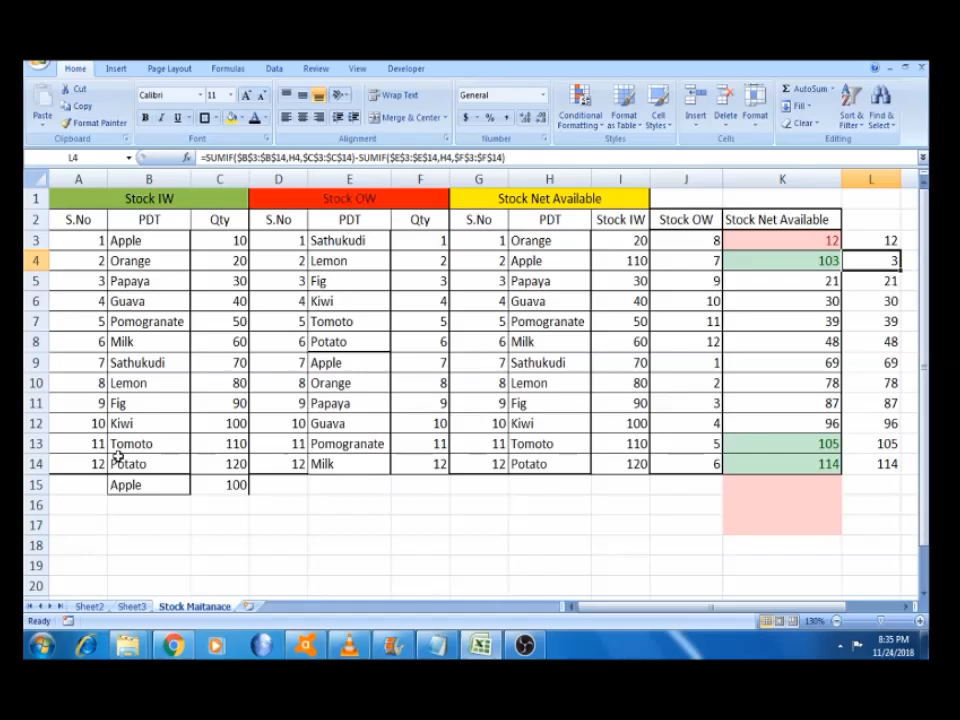 Home Insert Page Layout Formulas Data Review View Developer
Cut
Copy
Paste
Format Painter
Clipboard
Calibri 11
B I U
Font
Wrap Text
Merge & Center
Alignment
General
$ % ,
Number
Conditional Formatting
Format as Table
Cell Styles
Styles
Insert Delete Format
Cells
Σ AutoSum
Fill
Clear
Sort & Filter
Find & Select
Editing
L4 fx =SUMIF($B$3:$B$14,H4,$C$3:$C$14)-SUMIF($E$3:$E$14,H4,$F$3:$F$14)
A B C D E F G H I J K L
1 Stock IW Stock OW Stock Net Available
2 S.No PDT Qty S.No PDT Qty S.No PDT Stock IW Stock OW Stock Net Available
3 1 Apple 10 1 Sathukudi 1 1 Orange 20 8 12 12
4 2 Orange 20 2 Lemon 2 2 Apple 110 7 103 3
5 3 Papaya 30 3 Fig 3 3 Papaya 30 9 21 21
6 4 Guava 40 4 Kiwi 4 4 Guava 40 10 30 30
7 5 Pomogranate 50 5 Tomoto 5 5 Pomogranate 50 11 39 39
8 6 Milk 60 6 Potato 6 6 Milk 60 12 48 48
9 7 Sathukudi 70 7 Apple 7 7 Sathukudi 70 1 69 69
10 8 Lemon 80 8 Orange 8 8 Lemon 80 2 78 78
11 9 Fig 90 9 Papaya 9 9 Fig 90 3 87 87
12 10 Kiwi 100 10 Guava 10 10 Kiwi 100 4 96 96
13 11 Tomoto 110 11 Pomogranate 11 11 Tomoto 110 5 105 105
14 12 Potato 120 12 Milk 12 12 Potato 120 6 114 114
15 Apple 100
16
17
18
19
20
Sheet2 Sheet3 Stock Maitanace
Ready 130%
8:35 PM
11/24/2018